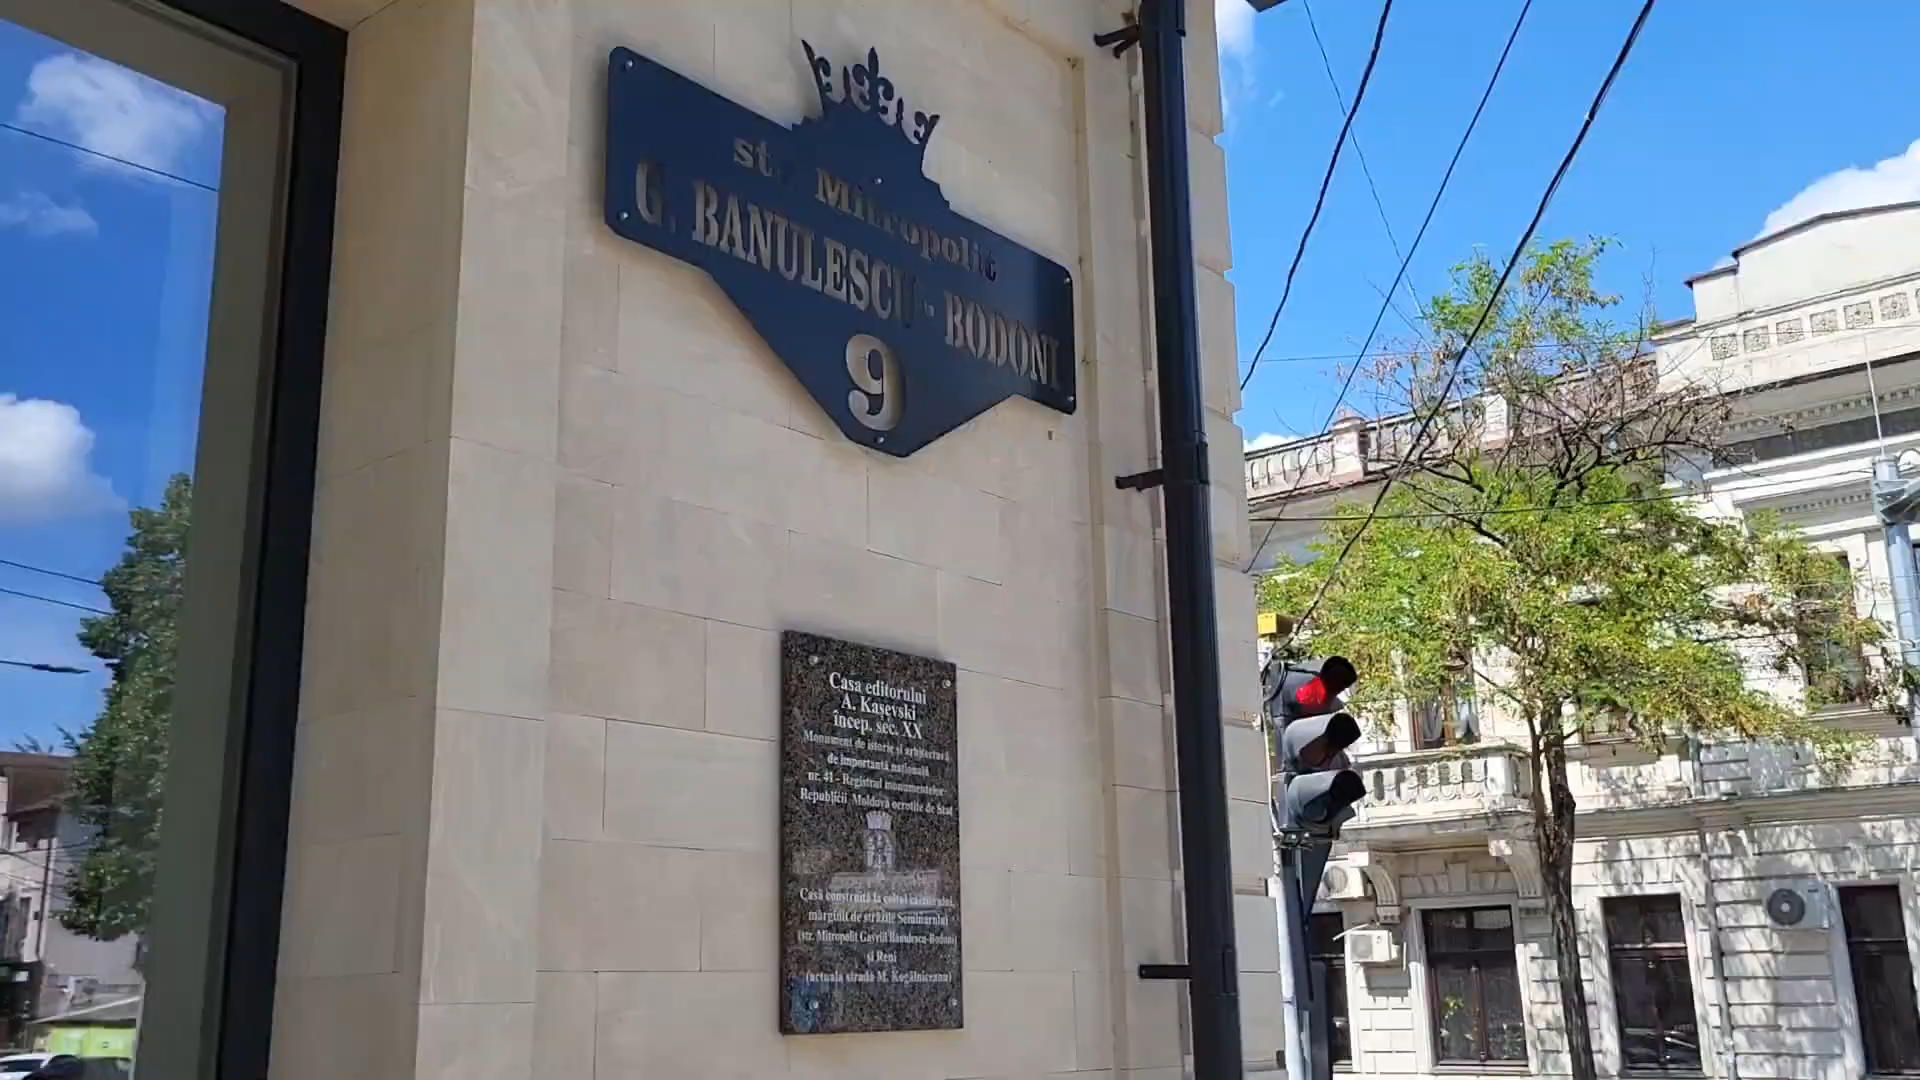 str. Mitropolit
G. BANULESCU - BODONI
9
Casa editorului
A. Kasevski
încep. sec. XX
Monument de istorie și arhitectură
de importanță națională
nr. 41 - Registrul monumentelor
Republicii Moldova ocrotite de Stat
Casă construită la colțul cartierului,
mărginit de străzile Seminarului
(str. Mitropolit Gavriil Bănulescu-Bodoni)
și Reni
(actuala stradă M. Kogălniceanu)